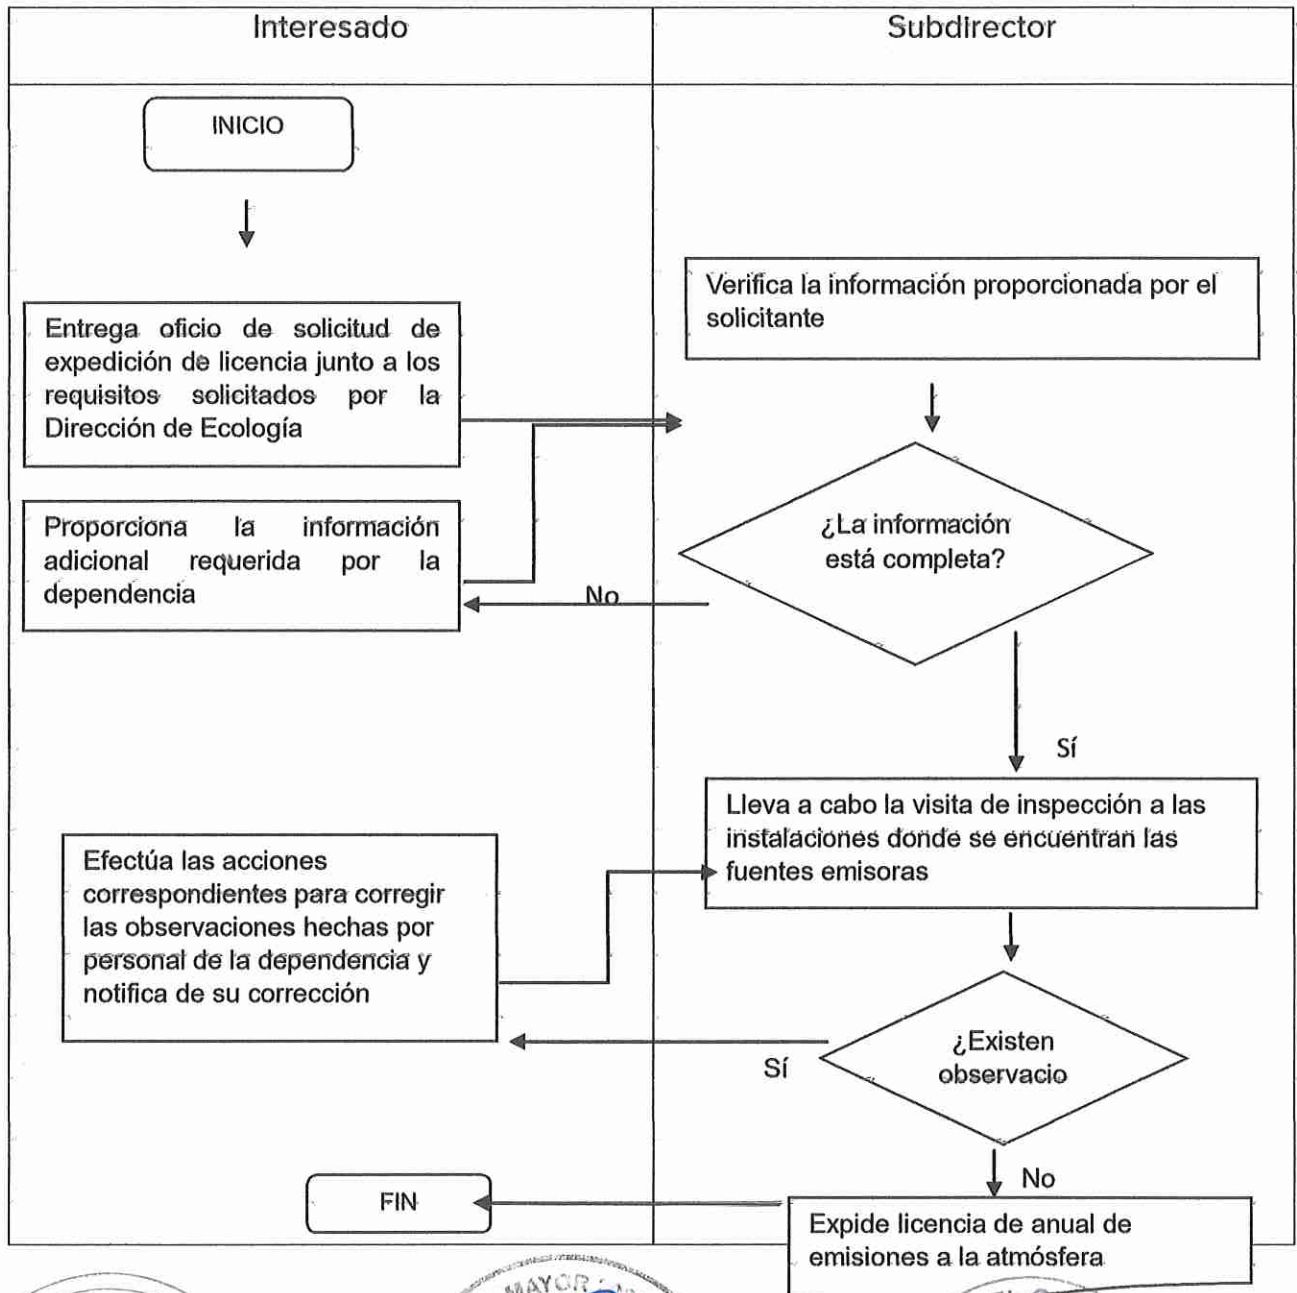 Interesado
Subdirector
INICIO
Entrega oficio de solicitud de
expedición de licencia junto a los
requisitos solicitados por la
Dirección de Ecología
Verifica la información proporcionada por el
solicitante
Proporciona la información
adicional requerida por la
dependencia
¿La información
está completa?
No
Sí
Lleva a cabo la visita de inspección a las
instalaciones donde se encuentran las
fuentes emisoras
Efectúa las acciones
correspondientes para corregir
las observaciones hechas por
personal de la dependencia y
notifica de su corrección
¿Existen
observacio
Sí
No
FIN
Expide licencia de anual de
emisiones a la atmósfera
MAYOR